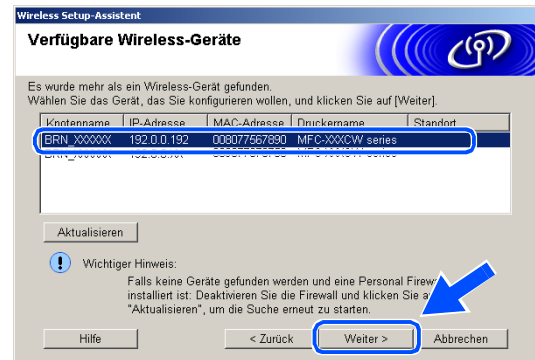 Wireless Setup-Assistent
Verfügbare Wireless-Geräte
Es wurde mehr als ein Wireless-Gerät gefunden.
Wählen Sie das Gerät, das Sie konfigurieren wollen, und klicken Sie auf [Weiter].
Knotenname IP-Adresse MAC-Adresse Druckername Standort
BRN_XXXXXX 192.0.0.192 008077567890 MFC-XXXCW series
Aktualisieren
Wichtiger Hinweis:
Falls keine Geräte gefunden werden und eine Personal
installiert ist: Deaktivieren Sie die Firewall und klicken Sie
"Aktualisieren", um die Suche erneut zu starten.
Hilfe < Zurück Weiter > Abbrechen